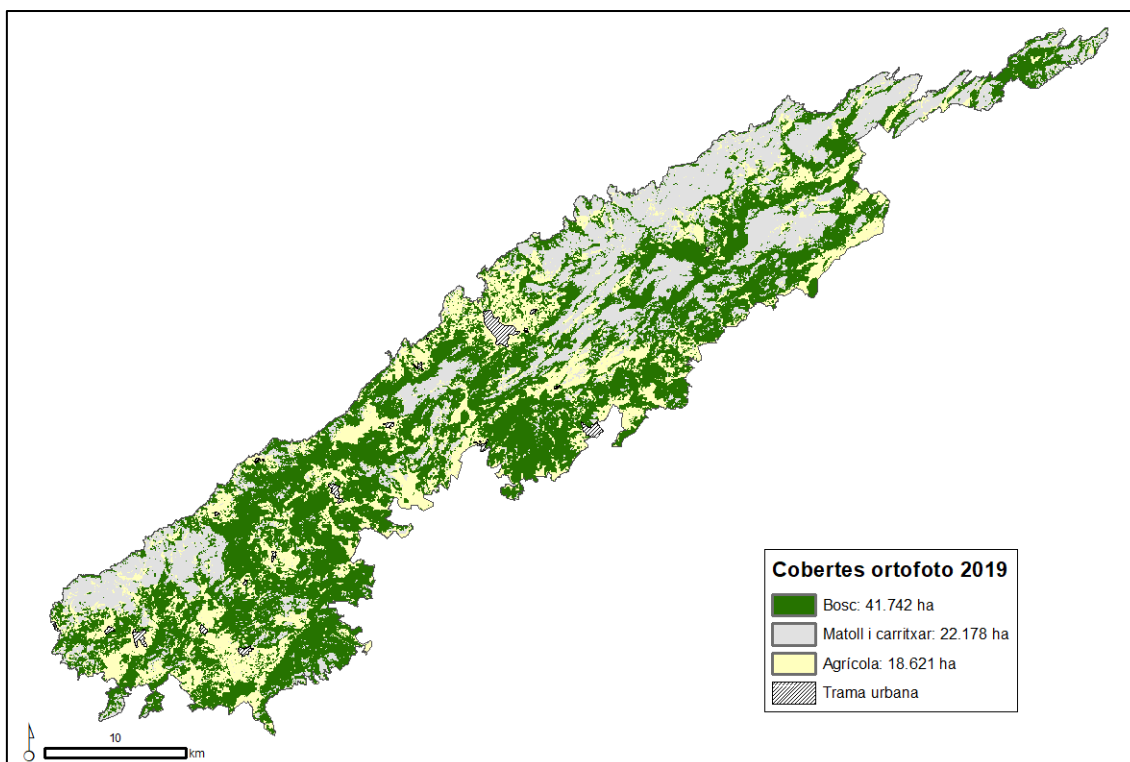 Cobertes ortofoto 2019
Bosc: 41.742 ha
Matoll i carritxar: 22.178 ha
Agrícola: 18.621 ha
Trama urbana
10
km